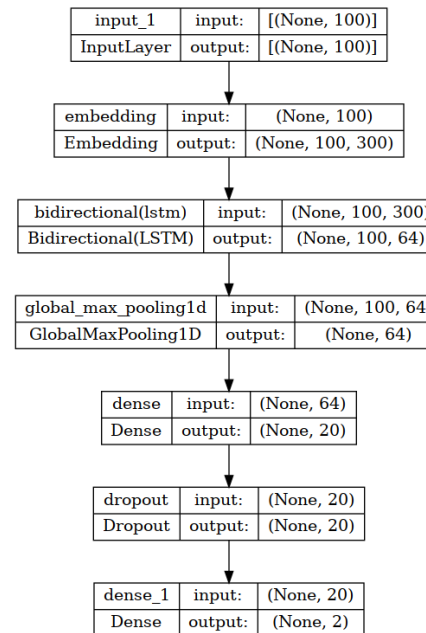 input_1 input: [(None, 100)]
InputLayer output: [(None, 100)]
embedding input: (None, 100)
Embedding output: (None, 100, 300)
bidirectional(lstm) input: (None, 100, 300)
Bidirectional(LSTM) output: (None, 100, 64)
global_max_pooling1d input: (None, 100, 64
GlobalMaxPooling1D output: (None, 64)
dense input: (None, 64)
Dense output: (None, 20)
dropout input: (None, 20)
Dropout output: (None, 20)
dense_1 input: (None, 20)
Dense output: (None, 2)